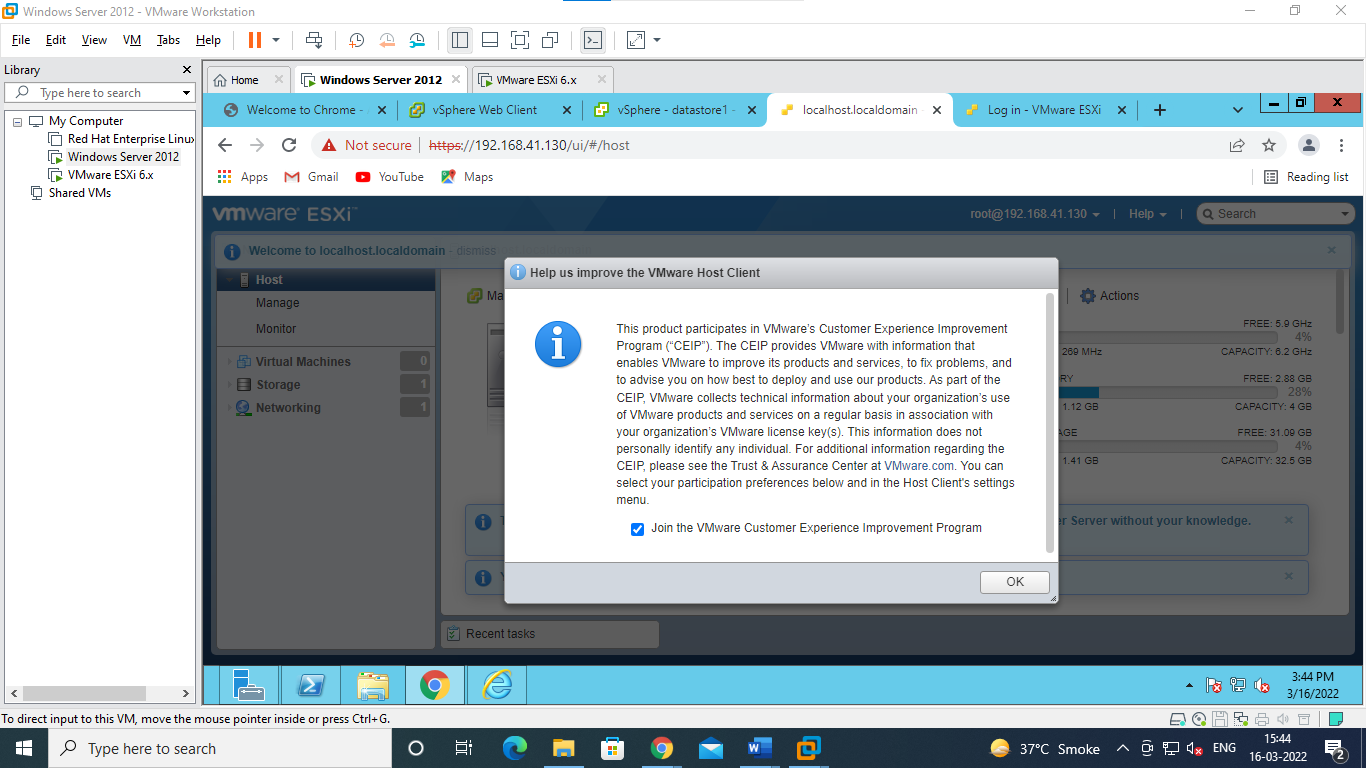 Windows Server 2012 - VMware Workstation
File Edit View VM Tabs Help
Library
Type here to search
My Computer
Red Hat Enterprise Linux
Windows Server 2012
VMware ESXi 6.x
Shared VMs
Home Windows Server 2012 VMware ESXi 6.x
Welcome to Chrome - vSphere Web Client vSphere - datastore1 - localhost.localdomain Log in - VMware ESXi
Not secure https://192.168.41.130/ui/#/host
Apps Gmail YouTube Maps Reading list
vmware ESXi™ root@192.168.41.130 Help Search
Welcome to localhost.localdomain - dismiss
Host
Manage
Monitor
Virtual Machines 0
Storage 1
Networking 1
Actions
FREE: 5.9 GHz
4%
269 MHz CAPACITY: 6.2 GHz
RY FREE: 2.88 GB
28%
1.12 GB CAPACITY: 4 GB
AGE FREE: 31.09 GB
4%
1.41 GB CAPACITY: 32.5 GB
er Server without your knowledge.
Help us improve the VMware Host Client
This product participates in VMware's Customer Experience Improvement
Program ("CEIP"). The CEIP provides VMware with information that
enables VMware to improve its products and services, to fix problems, and
to advise you on how best to deploy and use our products. As part of the
CEIP, VMware collects technical information about your organization's use
of VMware products and services on a regular basis in association with
your organization's VMware license key(s). This information does not
personally identify any individual. For additional information regarding the
CEIP, please see the Trust & Assurance Center at VMware.com. You can
select your participation preferences below and in the Host Client's settings
menu.
Join the VMware Customer Experience Improvement Program
OK
Recent tasks
3:44 PM
3/16/2022
To direct input to this VM, move the mouse pointer inside or press Ctrl+G.
Type here to search
37°C Smoke
ENG
15:44
16-03-2022
2